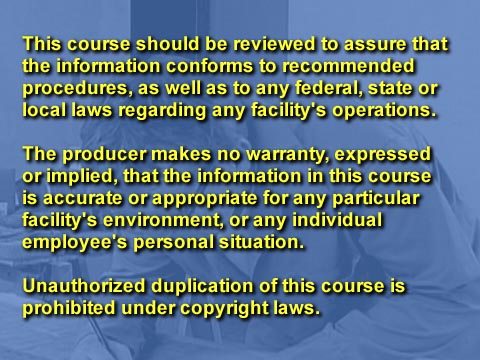 This course should be reviewed to assure that
the information conforms to recommended
procedures, as well as to any federal, state or
local laws regarding any facility's operations.
The producer makes no warranty, expressed
or implied, that the information in this course
is accurate or appropriate for any particular
facility's environment, or any individual
employee's personal situation.
Unauthorized duplication of this course is
prohibited under copyright laws.